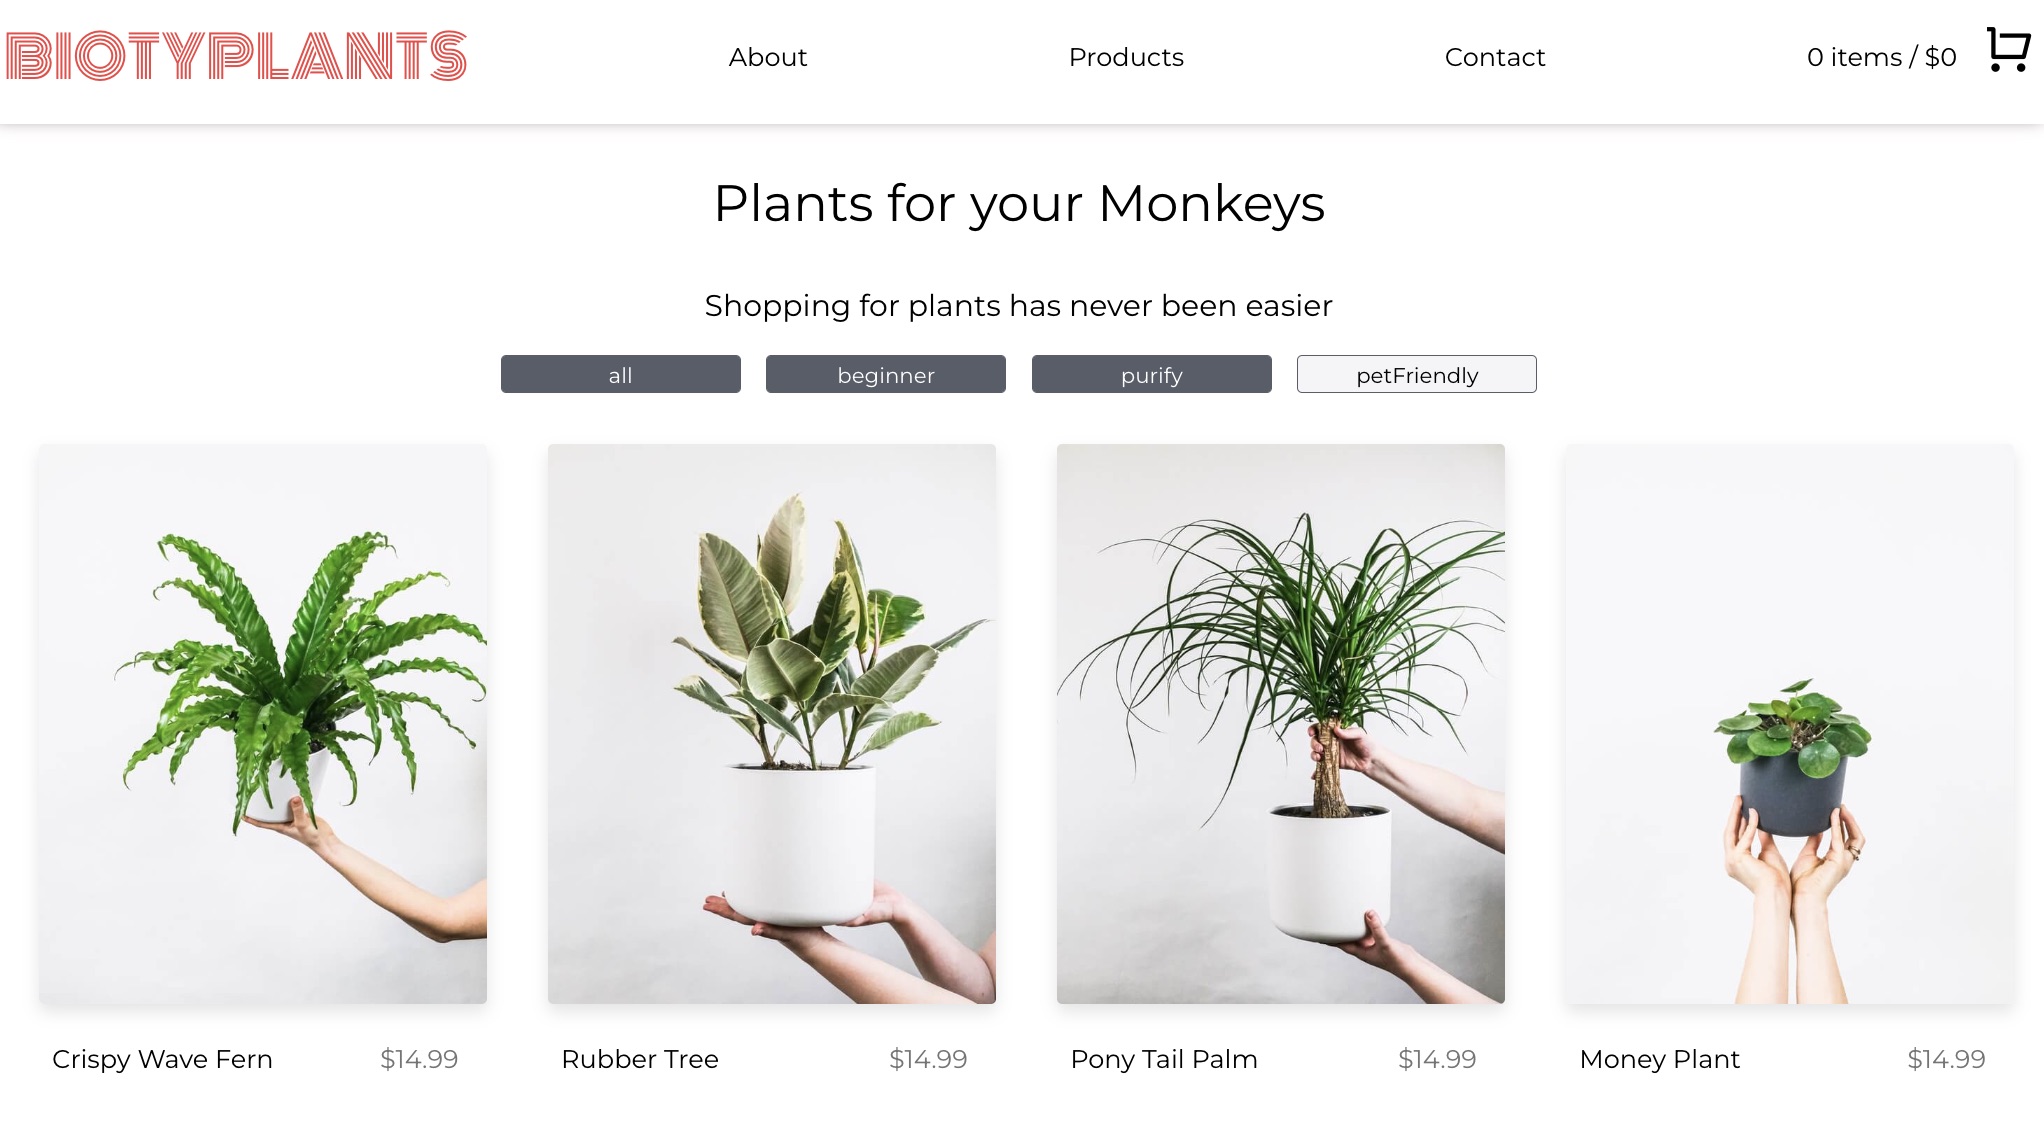 BIOTYPLANTS
About
Products
Contact
0 items / $0
Plants for your Monkeys
Shopping for plants has never been easier
all
beginner
purify
petFriendly
Crispy Wave Fern
$14.99
Rubber Tree
$14.99
Pony Tail Palm
$14.99
Money Plant
$14.99